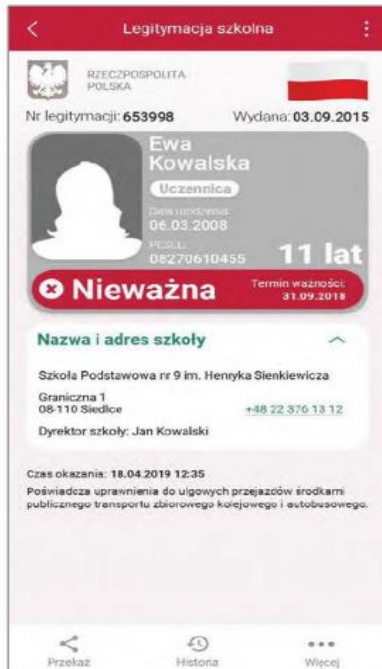 Legitymacja szkolna
RZECZPOSPOLITA
POLSKA
Nr legitymacji: 653998 Wydana: 03.09.2015
Ewa
Kowalska
Uczennica
Data urodzenia:
06.03.2008
PESEL:
08270610455
11 lat
Nieważna
Termin ważności:
31.09.2018
Nazwa i adres szkoły
Szkoła Podstawowa nr 9 im. Henryka Sienkiewicza
Graniczna 1
08-110 Siedlce +48 22 376 13 12
Dyrektor szkoły: Jan Kowalski
Czas okazania: 18.04.2019 12:35
Poświadcza uprawnienia do ulgowych przejazdów środkami
publicznego transportu zbiorowego kolejowego i autobusowego.
Przekaż Historia Więcej